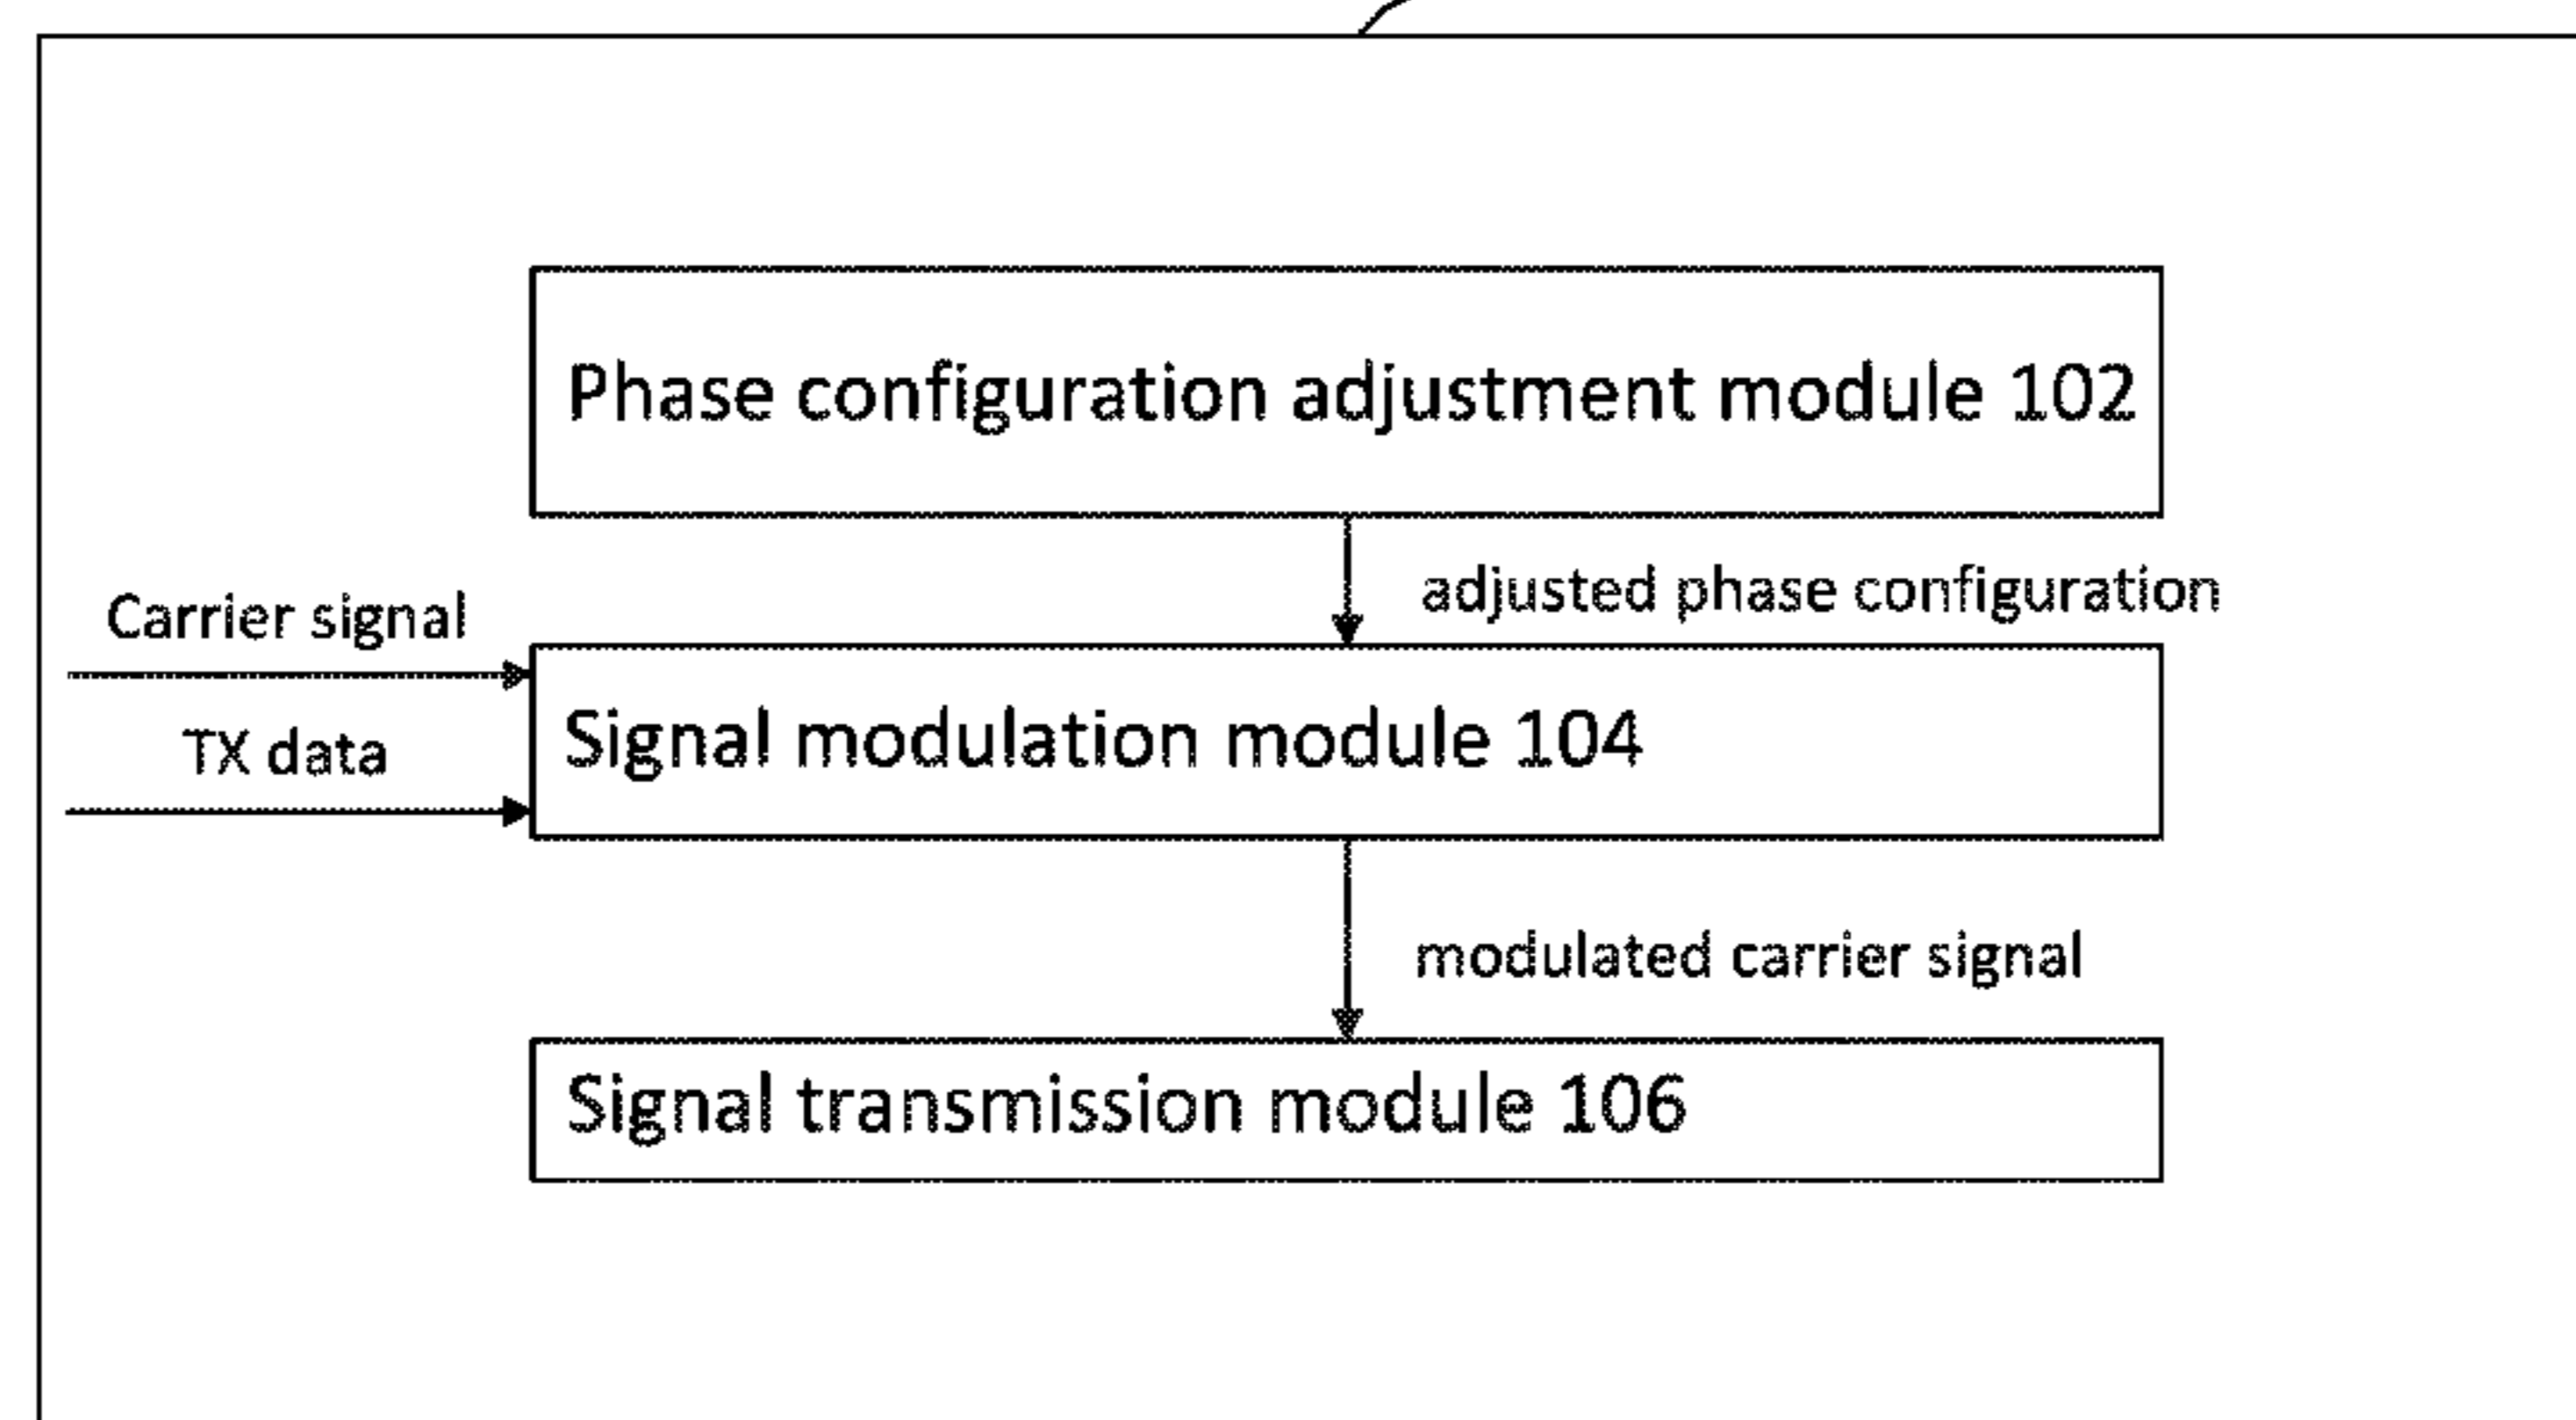 Phase configuration adjustment module 102
adjusted phase configuration
Carrier signal
TX data
Signal modulation module 104
modulated carrier signal
Signal transmission module 106